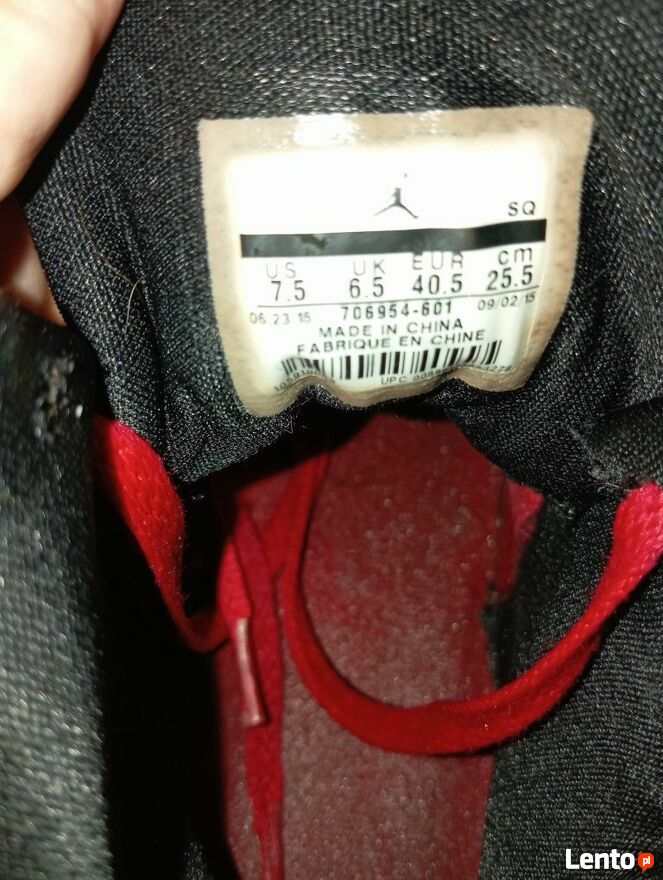 SQ
US UK EUR cm
7.5 6.5 40.5 25.5
06 23 15 706954-601 09/02/15
MADE IN CHINA
FABRIQUE EN CHINE
UPC
Lento.pl